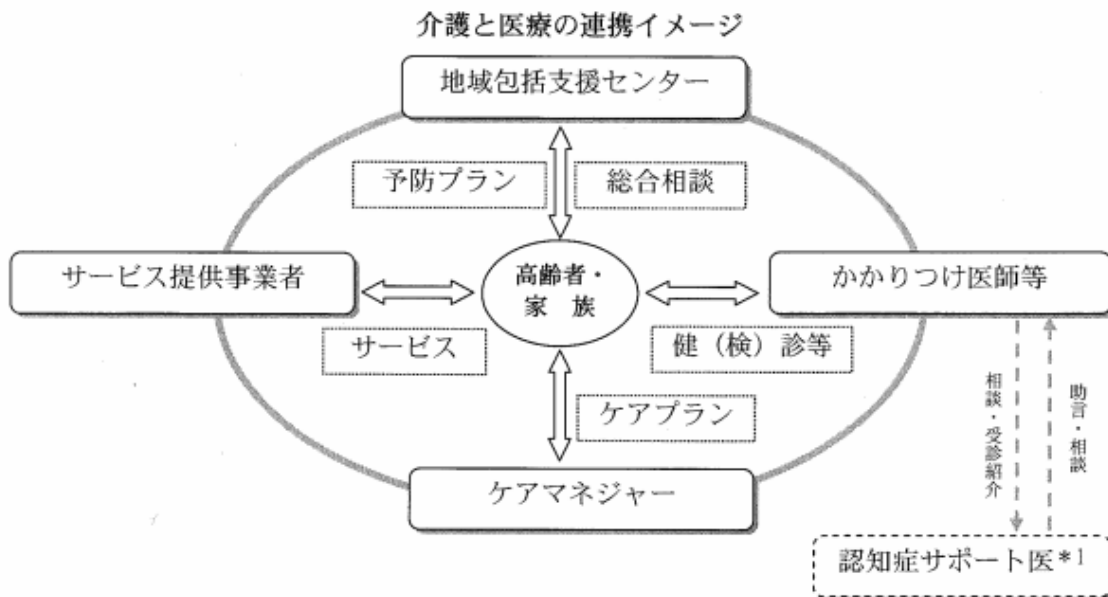 介護と医療の連携イメージ
地域包括支援センター
予防プラン
総合相談
サービス提供事業者
高齢者・
家　族
かかりつけ医師等
サービス
健（検）診等
ケアプラン
ケアマネジャー
相談・受診紹介
助言・相談
認知症サポート医*1